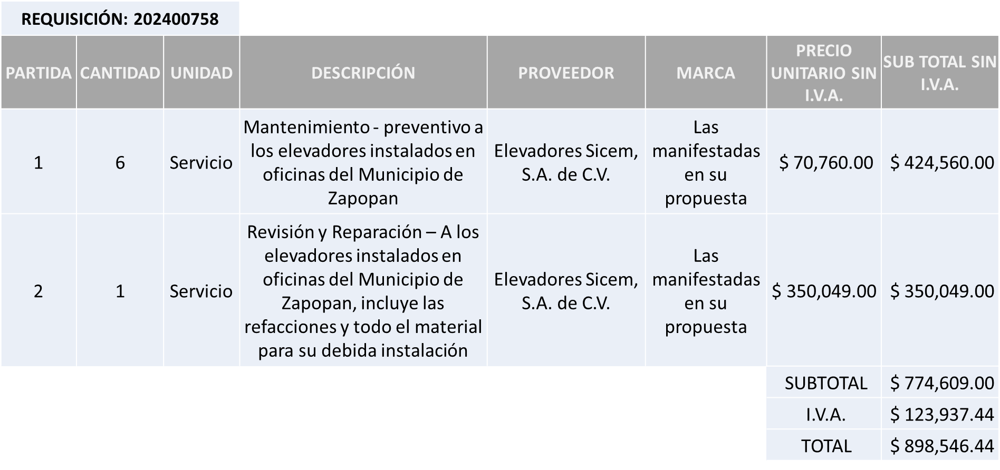 REQUISICIÓN: 202400758
PARTIDA
CANTIDAD
UNIDAD
DESCRIPCIÓN
PROVEEDOR
MARCA
PRECIO
UNITARIO SIN
I.V.A.
SUB TOTAL SIN
I.V.A.
1
6
Servicio
Mantenimiento - preventivo a
los elevadores instalados en
oficinas del Municipio de
Zapopan
Elevadores Sicem,
S.A. de C.V.
Las
manifestadas
en su
propuesta
$ 70,760.00
$ 424,560.00
2
1
Servicio
Revisión y Reparación – A los
elevadores instalados en
oficinas del Municipio de
Zapopan, incluye las
refacciones y todo el material
para su debida instalación
Elevadores Sicem,
S.A. de C.V.
Las
manifestadas
en su
propuesta
$ 350,049.00
$ 350,049.00
SUBTOTAL
$ 774,609.00
I.V.A.
$ 123,937.44
TOTAL
$ 898,546.44